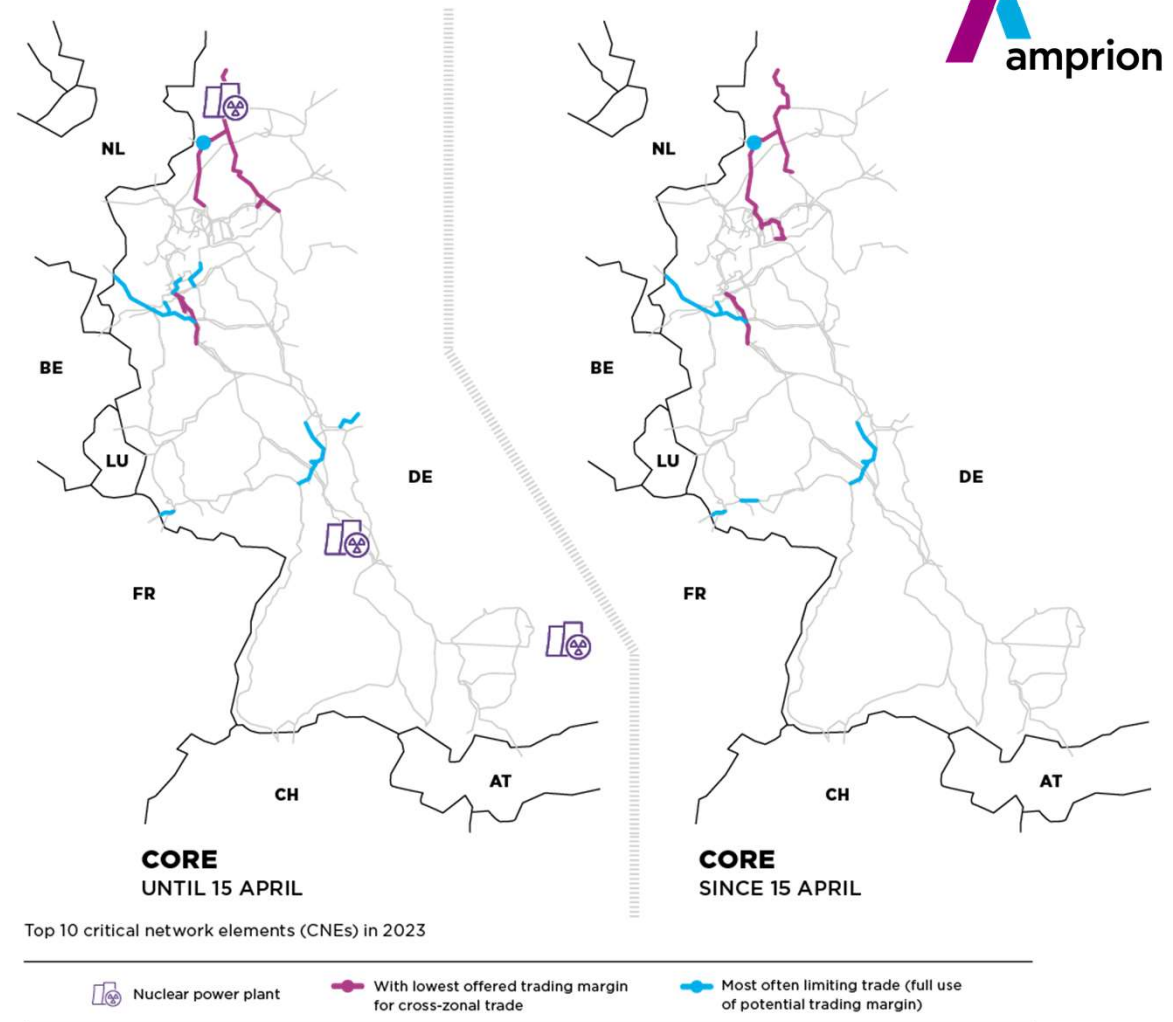 amprion
NL
NL
BE
BE
LU
LU
DE
DE
FR
FR
CH
AT
CH
AT
CORE
UNTIL 15 APRIL
CORE
SINCE 15 APRIL
Top 10 critical network elements (CNEs) in 2023
Nuclear power plant
With lowest offered trading margin
for cross-zonal trade
Most often limiting trade (full use
of potential trading margin)